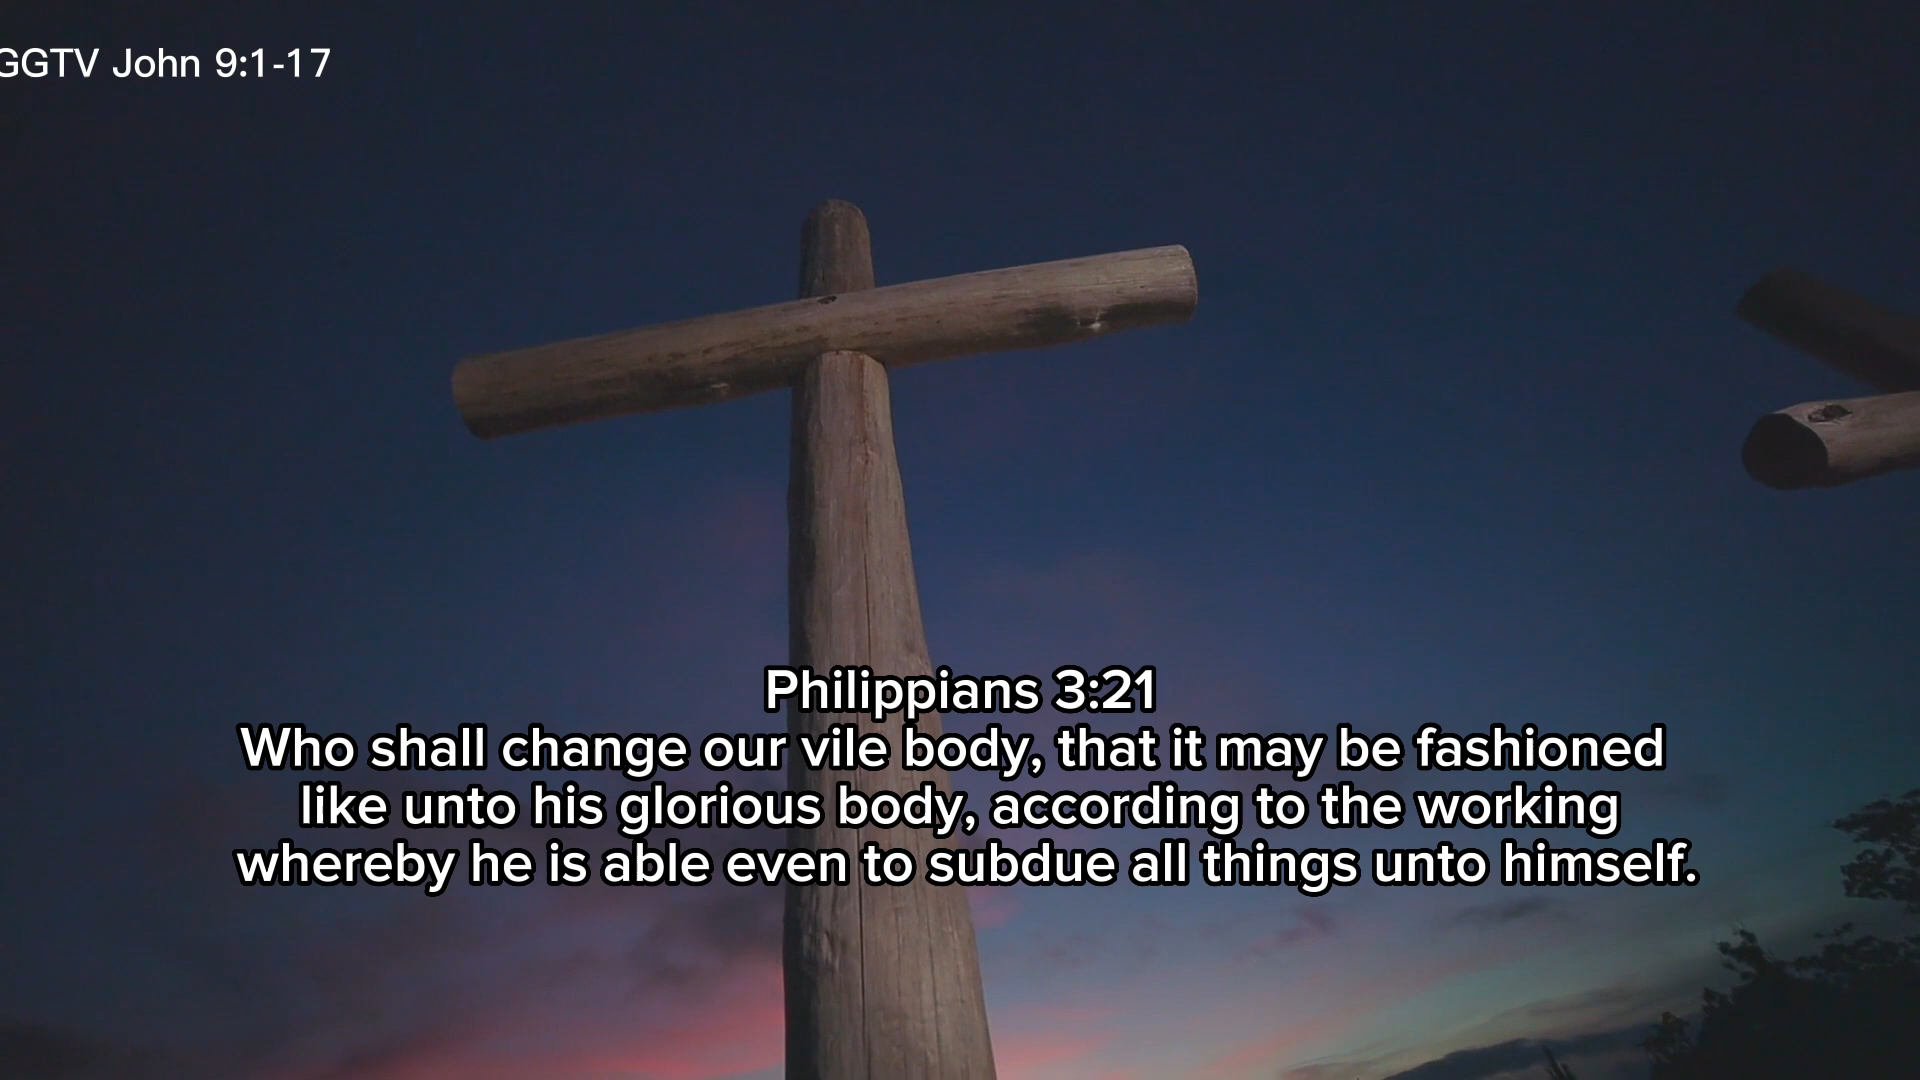 GGTV John 9:1-17
Philippians 3:21
Who shall change our vile body, that it may be fashioned
like unto his glorious body, according to the working
whereby he is able even to subdue all things unto himself.